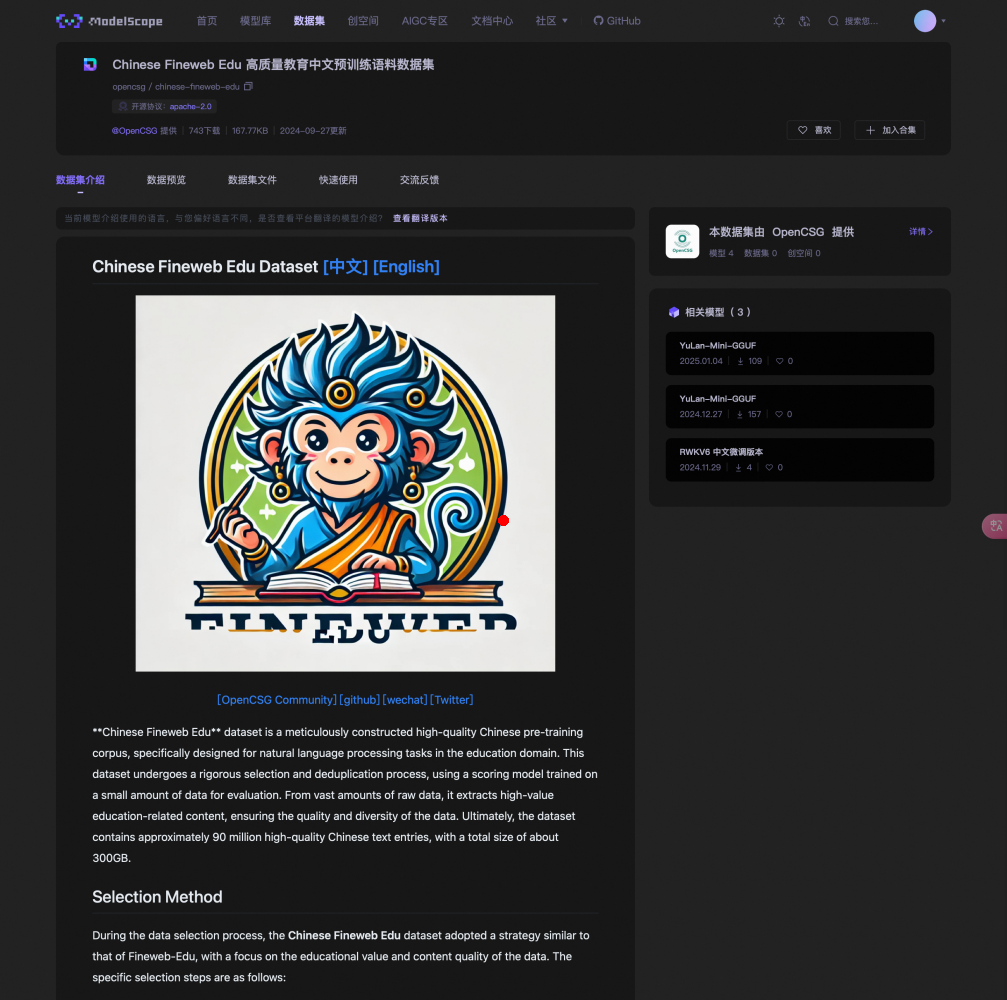 ModelScope
首页 模型库 数据集 创空间 AIGC专区 文档中心 社区 GitHub 搜索您...
Chinese Fineweb Edu 高质量教育中文预训练语料数据集
opencsg / chinese-fineweb-edu
开源协议: apache-2.0
@OpenCSG 提供 743下载 167.77KB 2024-09-27更新
喜欢 加入合集
数据集介绍 数据预览 数据集文件 快速使用 交流反馈
当前模型介绍使用的语言,与您偏好语言不同,是否查看平台翻译的模型介绍? 查看翻译版本
Chinese Fineweb Edu Dataset [中文] [English]
FINEWEB
EDU
[OpenCSG Community] [github] [wechat] [Twitter]
**Chinese Fineweb Edu** dataset is a meticulously constructed high-quality Chinese pre-training
corpus, specifically designed for natural language processing tasks in the education domain. This
dataset undergoes a rigorous selection and deduplication process, using a scoring model trained on
a small amount of data for evaluation. From vast amounts of raw data, it extracts high-value
education-related content, ensuring the quality and diversity of the data. Ultimately, the dataset
contains approximately 90 million high-quality Chinese text entries, with a total size of about
300GB.
Selection Method
During the data selection process, the Chinese Fineweb Edu dataset adopted a strategy similar to
that of Fineweb-Edu, with a focus on the educational value and content quality of the data. The
specific selection steps are as follows:
OpenCSG
本数据集由 OpenCSG 提供 详情
模型 4 数据集 0 创空间 0
相关模型 ( 3 )
YuLan-Mini-GGUF
2025.01.04 109 0
YuLan-Mini-GGUF
2024.12.27 157 0
RWKV6 中文微调版本
2024.11.29 4 0